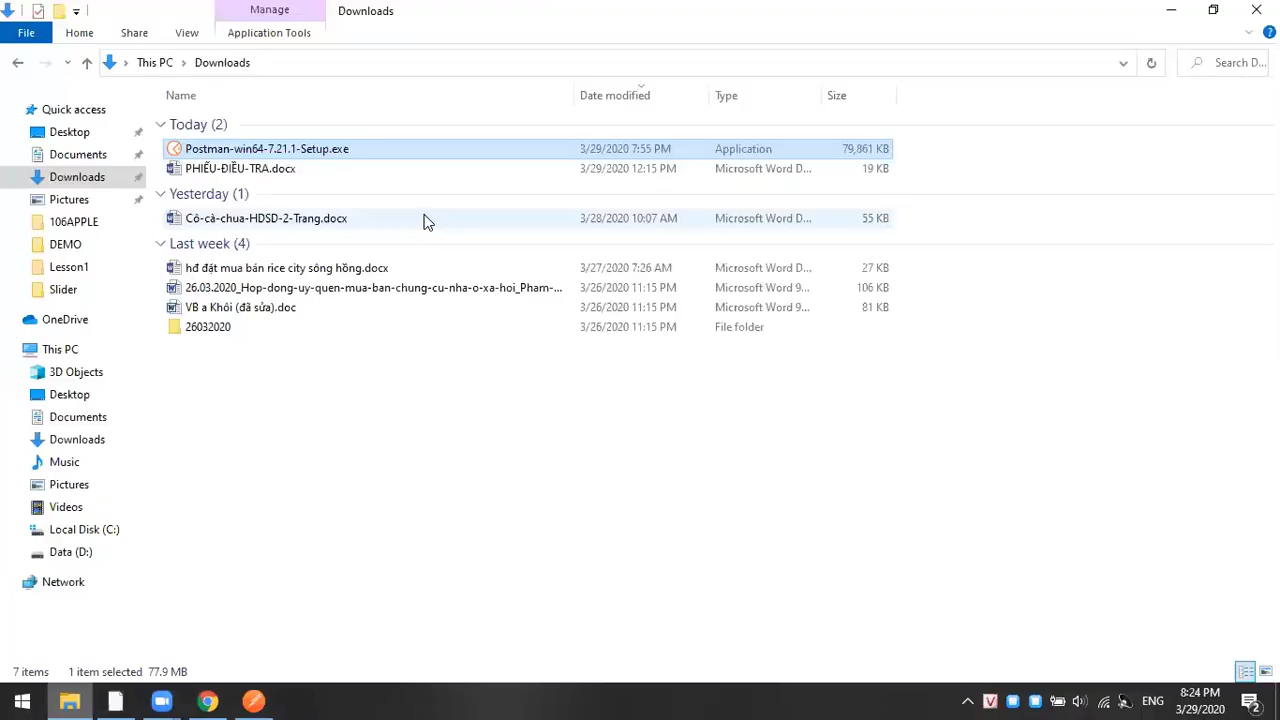 Manage
Downloads
File
Home
Share
View
Application Tools
This PC
Downloads
Search D...
Name
Date modified
Type
Size
Quick access
Desktop
Documents
Downloads
Pictures
106APPLE
DEMO
Lesson1
Slider
OneDrive
This PC
3D Objects
Desktop
Documents
Downloads
Music
Pictures
Videos
Local Disk (C:)
Data (D:)
Network
Today (2)
Postman-win64-7.21.1-Setup.exe 3/29/2020 7:55 PM Application 79,861 KB
PHIẾU-ĐIỀU-TRA.docx 3/29/2020 12:15 PM Microsoft Word D... 19 KB
Yesterday (1)
Cô-cà-chua-HDSD-2-Trang.docx 3/28/2020 10:07 AM Microsoft Word D... 55 KB
Last week (4)
hđ đặt mua bán rice city sông hồng.docx 3/27/2020 7:26 AM Microsoft Word D... 27 KB
26.03.2020_Hop-dong-uy-quen-mua-ban-chung-cu-nha-o-xa-hoi_Pham-... 3/26/2020 11:15 PM Microsoft Word 9... 106 KB
VB a Khôi (đã sửa).doc 3/26/2020 11:15 PM Microsoft Word 9... 81 KB
26032020 3/26/2020 11:15 PM File folder
7 items 1 item selected 77.9 MB
ENG
8:24 PM
3/29/2020
2